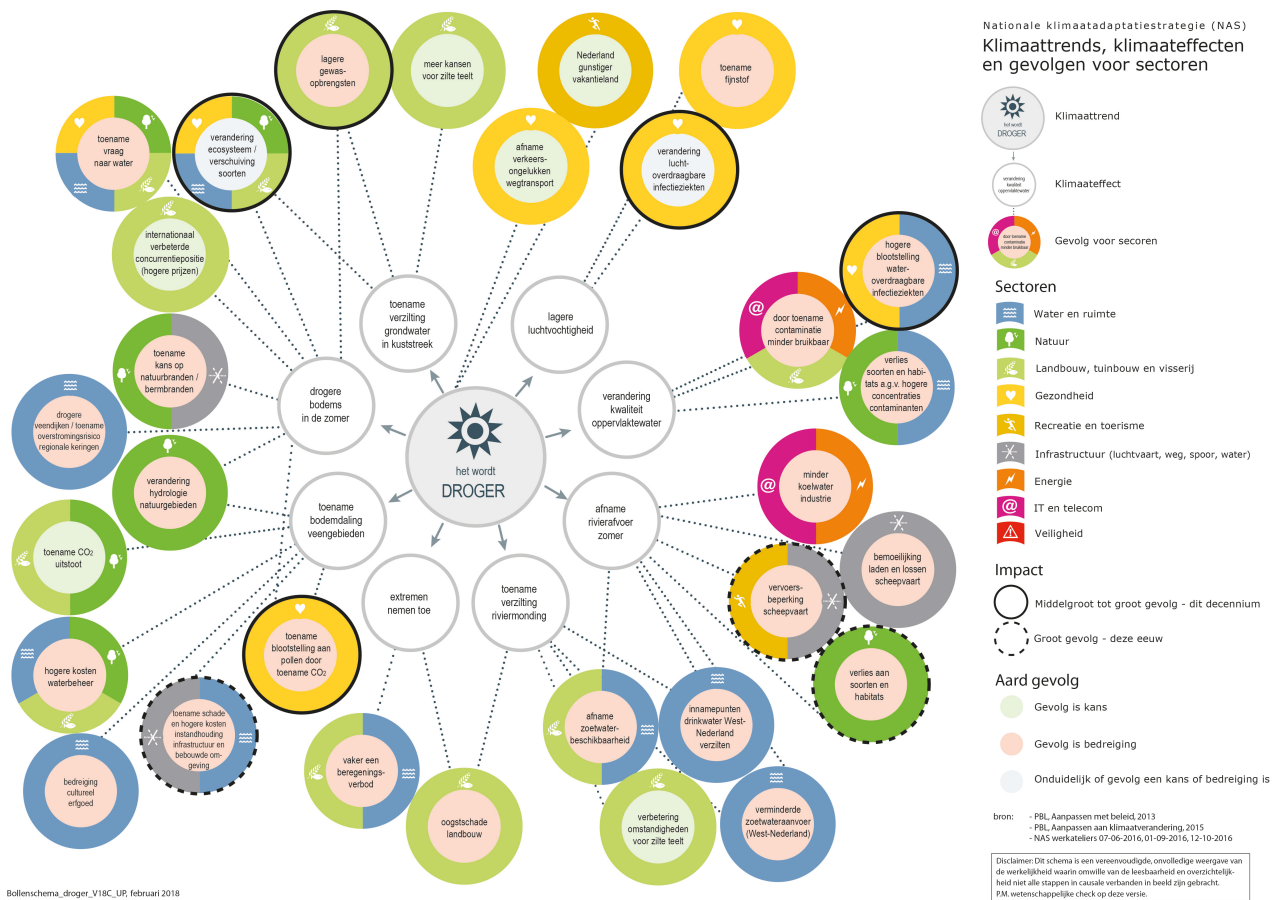 Nationale klimaatadaptatiestrategie (NAS)
Klimaattrends, klimaateffecten
en gevolgen voor sectoren
het wordt
DROGER
Klimaattrend
verandering
kwaliteit
oppervlaktewater
Klimaateffect
@
door toename
contaminatie
minder bruikbaar
Gevolg voor secoren
Sectoren
Water en ruimte
Natuur
Landbouw, tuinbouw en visserij
Gezondheid
Recreatie en toerisme
Infrastructuur (luchtvaart, weg, spoor, water)
Energie
@ IT en telecom
Veiligheid
Impact
Middelgroot tot groot gevolg - dit decennium
Groot gevolg - deze eeuw
Aard gevolg
Gevolg is kans
Gevolg is bedreiging
Onduidelijk of gevolg een kans of bedreiging is
bron:
- PBL, Aanpassen met beleid, 2013
- PBL, Aanpassen aan klimaatverandering, 2015
- NAS werkateliers 07-06-2016, 01-09-2016, 12-10-2016
Disclaimer: Dit schema is een vereenvoudigde, onvolledige weergave van
de werkelijkheid waarin omwille van de leesbaarheid en overzichtelijk-
heid niet alle stappen in causale verbanden in beeld zijn gebracht.
P.M. wetenschappelijke check op deze versie.
lagere
gewas-
opbrengsten
meer kansen
voor zilte teelt
Nederland
gunstiger
vakantieland
toename
fijnstof
toename
vraag
naar water
verandering
ecosysteem /
verschuiving
soorten
afname
verkeers-
ongelukken
wegtransport
verandering
lucht-
overdraagbare
infectieziekten
internationaal
verbeterde
concurrentiepositie
(hogere prijzen)
hogere
blootstelling
water-
overdraagbare
infectieziekten
toename
verzilting
grondwater
in kuststreek
lagere
luchtvochtigheid
@
door toename
contaminatie
minder bruikbaar
toename
kans op
natuurbranden /
bermbranden
verlies
soorten en habi-
tats a.g.v. hogere
concentraties
contaminanten
drogere
bodems
in de zomer
verandering
kwaliteit
oppervlaktewater
drogere
veendijken / toename
overstromingsrisico
regionale keringen
het wordt
DROGER
verandering
hydrologie
natuurgebieden
@
minder
koelwater
industrie
toename
bodemdaling
veengebieden
afname
rivierafvoer
zomer
toename CO2
uitstoot
bemoeilijking
laden en lossen
scheepvaart
extremen
nemen toe
toename
verzilting
riviermonding
vervoers-
beperking
scheepvaart
toename
blootstelling aan
pollen door
toename CO2
hogere kosten
waterbeheer
verlies aan
soorten en
habitats
toename schade
en hogere kosten
instandhouding
infrastructuur en
bebouwde om-
geving
afname
zoetwater-
beschikbaarheid
innamepunten
drinkwater West-
Nederland
verzilten
vaker een
beregenings-
verbod
bedreiging
cultureel
erfgoed
oogstschade
landbouw
verbetering
omstandigheden
voor zilte teelt
verminderde
zoetwateraanvoer
(West-Nederland)
Bollenschema_droger_V18C_UP, februari 2018